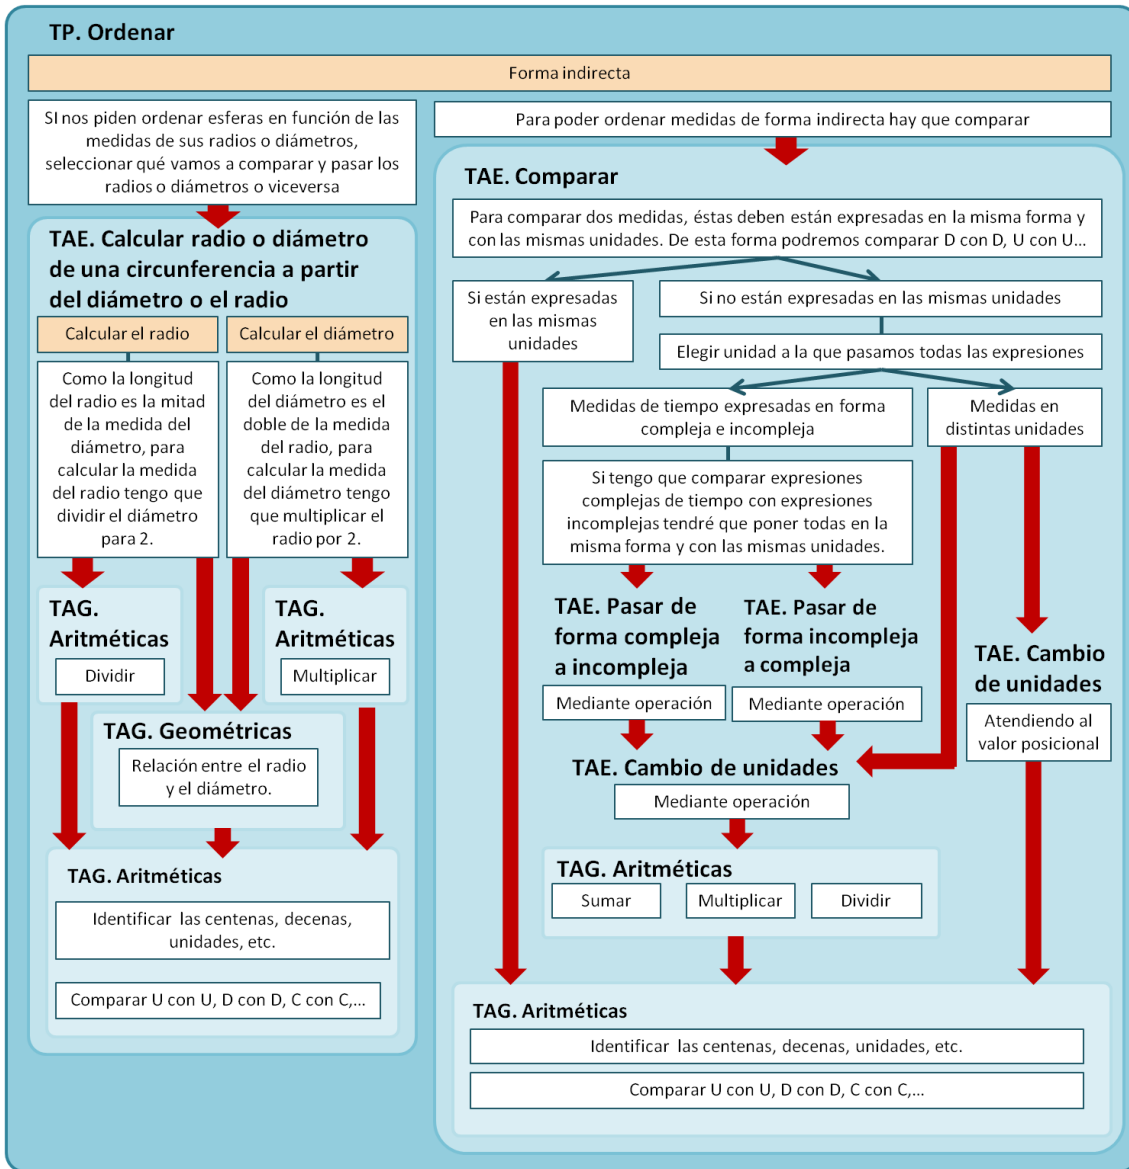 TP. Ordenar
Forma indirecta
SI nos piden ordenar esferas en función de las
medidas de sus radios o diámetros,
seleccionar qué vamos a comparar y pasar los
radios o diámetros o viceversa
TAE. Calcular radio o diámetro
de una circunferencia a partir
del diámetro o el radio
Calcular el radio
Calcular el diámetro
Como la longitud
del radio es la mitad
de la medida del
diámetro, para
calcular la medida
del radio tengo que
dividir el diámetro
para 2.
Como la longitud
del diámetro es el
doble de la medida
del radio, para
calcular la medida
del diámetro tengo
que multiplicar el
radio por 2.
TAG.
Aritméticas
Dividir
TAG.
Aritméticas
Multiplicar
TAG. Geométricas
Relación entre el radio
y el diámetro.
TAG. Aritméticas
Identificar las centenas, decenas,
unidades, etc.
Comparar U con U, D con D, C con C,...
Para poder ordenar medidas de forma indirecta hay que comparar
TAE. Comparar
Para comparar dos medidas, éstas deben están expresadas en la misma forma y
con las mismas unidades. De esta forma podremos comparar D con D, U con U...
Si están expresadas
en las mismas
unidades
Si no están expresadas en las mismas unidades
Elegir unidad a la que pasamos todas las expresiones
Medidas de tiempo expresadas en forma
compleja e incompleja
Medidas en
distintas unidades
Si tengo que comparar expresiones
complejas de tiempo con expresiones
incomplejas tendré que poner todas en la
misma forma y con las mismas unidades.
TAE. Pasar de
forma compleja
a incompleja
Mediante operación
TAE. Pasar de
forma incompleja
a compleja
Mediante operación
TAE. Cambio
de unidades
Atendiendo al
valor posicional
TAE. Cambio de unidades
Mediante operación
TAG. Aritméticas
Sumar
Multiplicar
Dividir
TAG. Aritméticas
Identificar las centenas, decenas, unidades, etc.
Comparar U con U, D con D, C con C,...